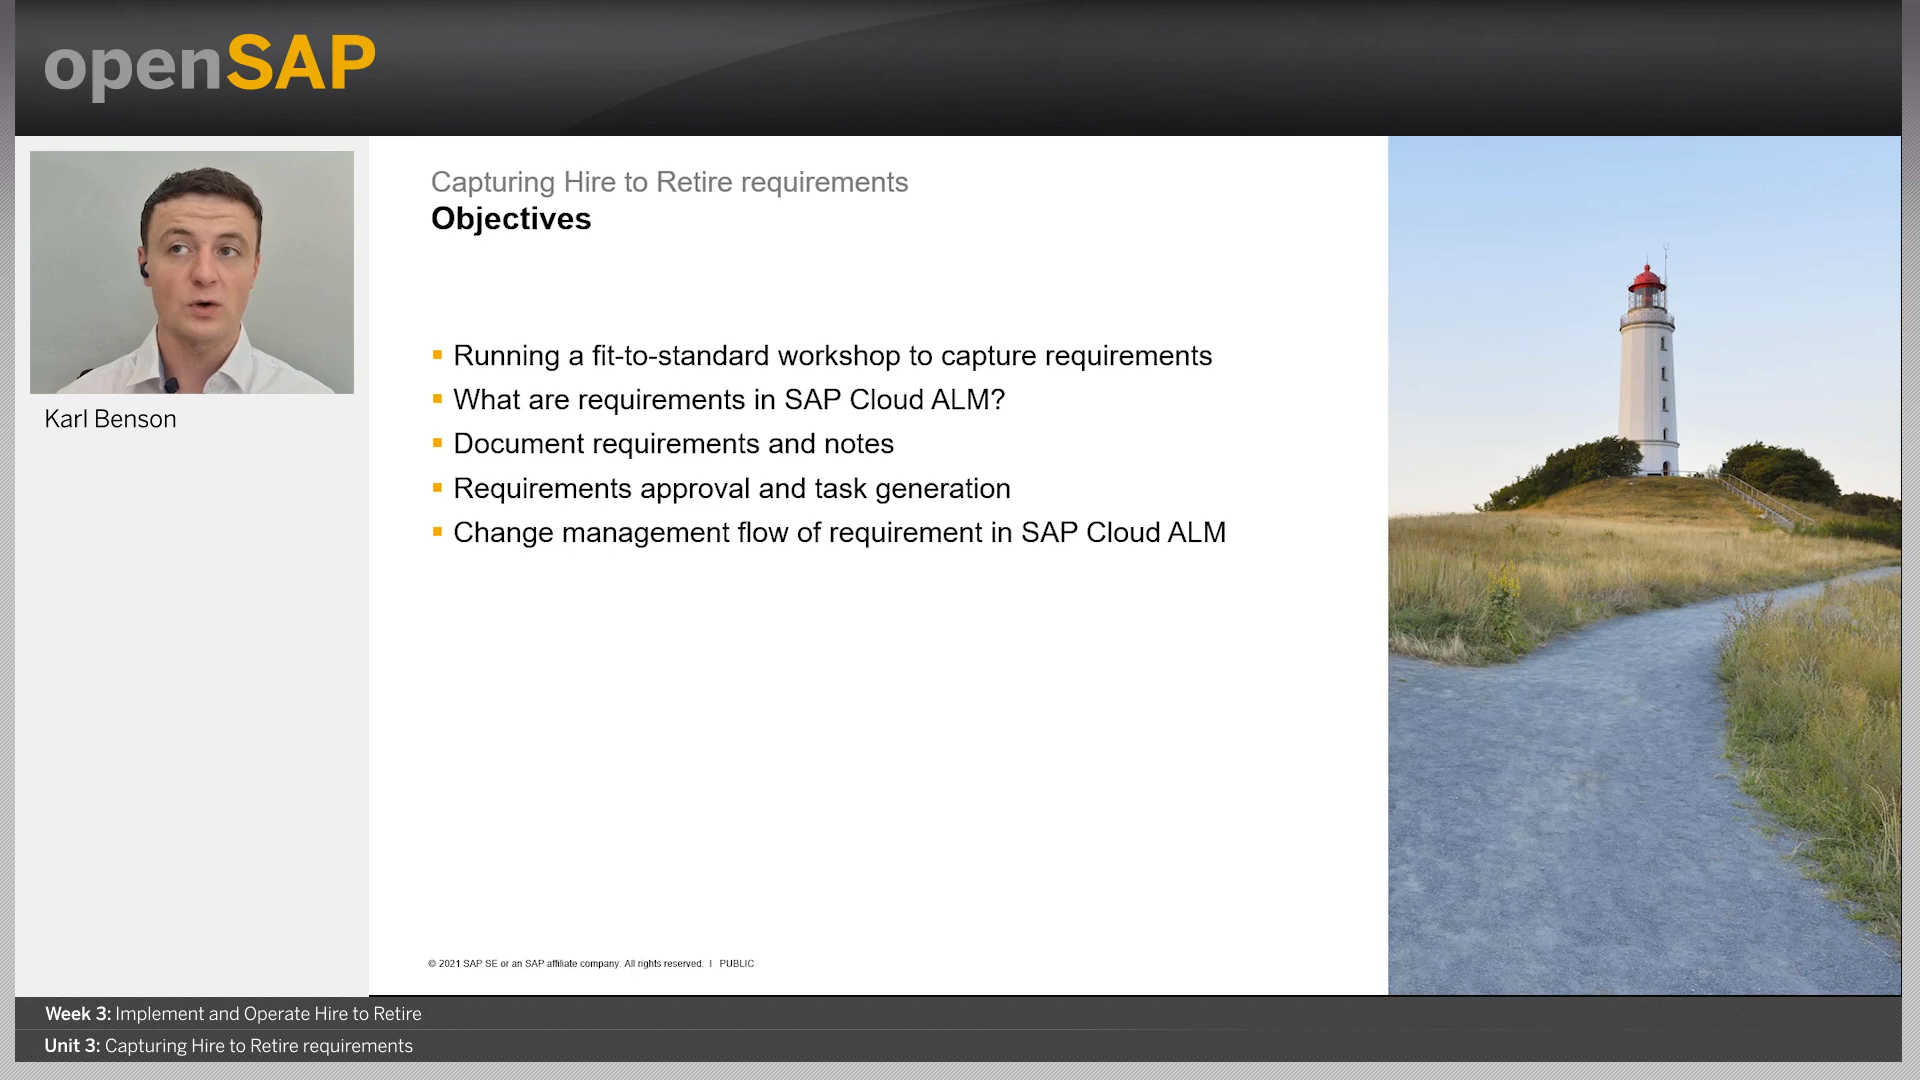 openSAP
Karl Benson
Capturing Hire to Retire requirements
Objectives
▪ Running a fit-to-standard workshop to capture requirements
▪ What are requirements in SAP Cloud ALM?
▪ Document requirements and notes
▪ Requirements approval and task generation
▪ Change management flow of requirement in SAP Cloud ALM
© 2021 SAP SE or an SAP affiliate company. All rights reserved. I PUBLIC
Week 3: Implement and Operate Hire to Retire
Unit 3: Capturing Hire to Retire requirements